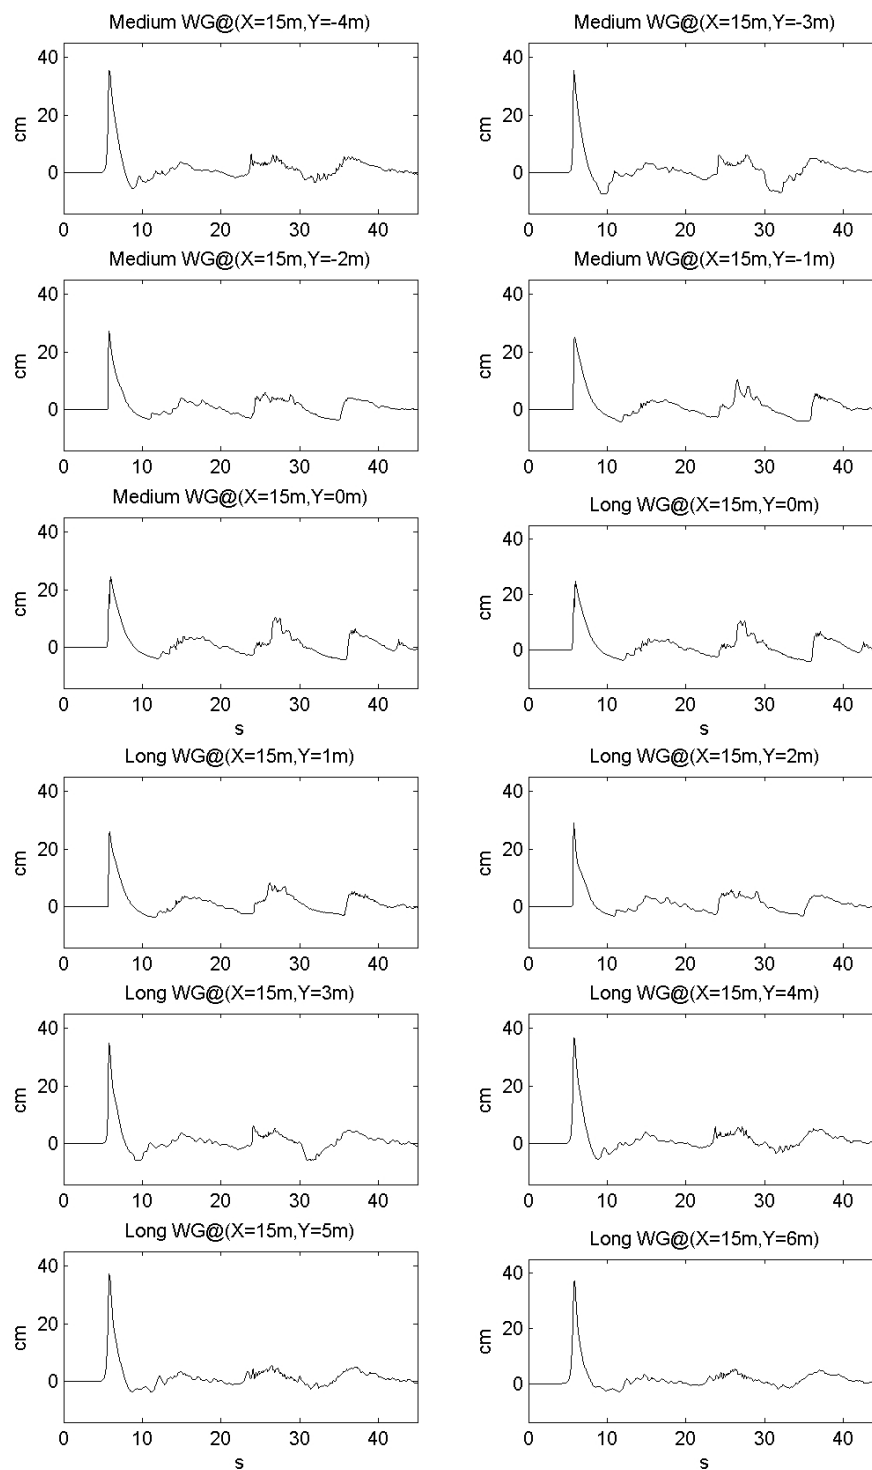 Medium WG@(X=15m,Y=-4m)
Medium WG@(X=15m,Y=-3m)
40
20
0
cm
0 10 20 30 40
40
20
0
cm
0 10 20 30 40
Medium WG@(X=15m,Y=-2m)
Medium WG@(X=15m,Y=-1m)
40
20
0
cm
0 10 20 30 40
40
20
0
cm
0 10 20 30 40
Medium WG@(X=15m,Y=0m)
Long WG@(X=15m,Y=0m)
40
20
0
cm
0 10 20 30 40
s
40
20
0
cm
0 10 20 30 40
s
Long WG@(X=15m,Y=1m)
Long WG@(X=15m,Y=2m)
40
20
0
cm
0 10 20 30 40
40
20
0
cm
0 10 20 30 40
Long WG@(X=15m,Y=3m)
Long WG@(X=15m,Y=4m)
40
20
0
cm
0 10 20 30 40
40
20
0
cm
0 10 20 30 40
Long WG@(X=15m,Y=5m)
Long WG@(X=15m,Y=6m)
40
20
0
cm
0 10 20 30 40
s
40
20
0
cm
0 10 20 30 40
s